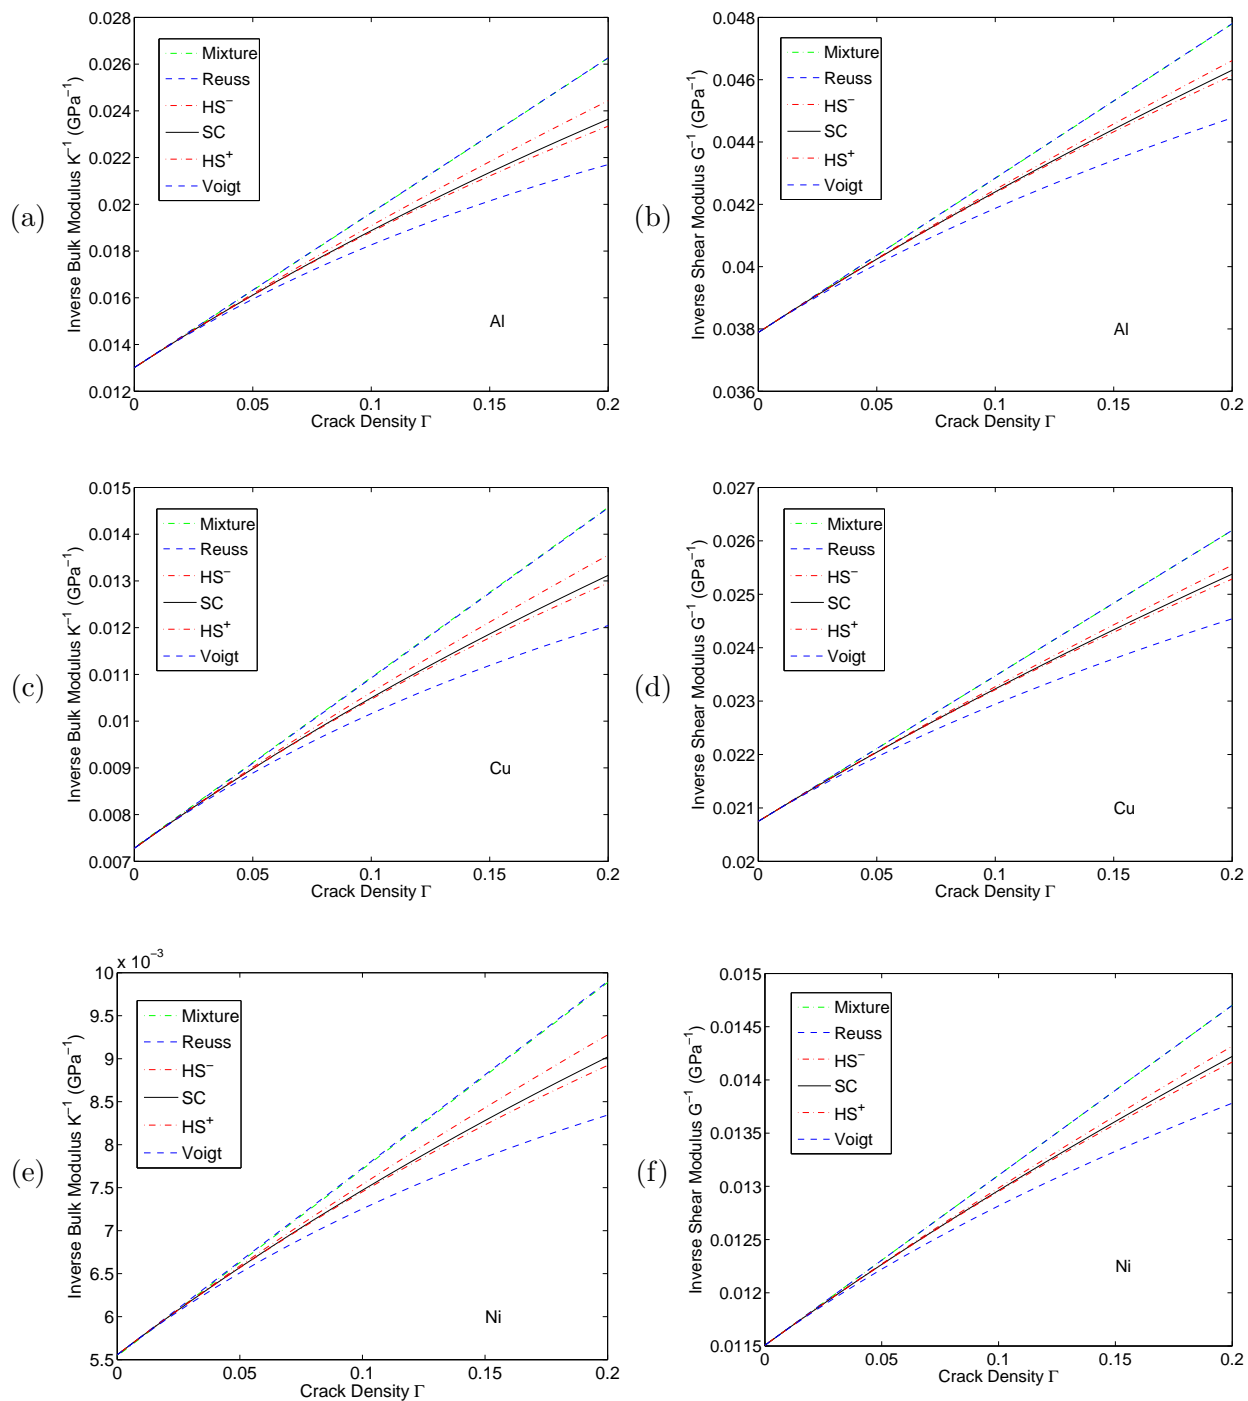 (a)
Inverse Bulk Modulus K⁻¹ (GPa⁻¹)
0.028
0.026
0.024
0.022
0.02
0.018
0.016
0.014
0.012
Mixture
Reuss
HS⁻
SC
HS⁺
Voigt
Al
0
0.05
0.1
0.15
0.2
Crack Density Γ
(b)
Inverse Shear Modulus G⁻¹ (GPa⁻¹)
0.048
0.046
0.044
0.042
0.04
0.038
0.036
Mixture
Reuss
HS⁻
SC
HS⁺
Voigt
Al
0
0.05
0.1
0.15
0.2
Crack Density Γ
(c)
Inverse Bulk Modulus K⁻¹ (GPa⁻¹)
0.015
0.014
0.013
0.012
0.011
0.01
0.009
0.008
0.007
Mixture
Reuss
HS⁻
SC
HS⁺
Voigt
Cu
0
0.05
0.1
0.15
0.2
Crack Density Γ
(d)
Inverse Shear Modulus G⁻¹ (GPa⁻¹)
0.027
0.026
0.025
0.024
0.023
0.022
0.021
0.02
Mixture
Reuss
HS⁻
SC
HS⁺
Voigt
Cu
0
0.05
0.1
0.15
0.2
Crack Density Γ
(e)
Inverse Bulk Modulus K⁻¹ (GPa⁻¹)
x 10⁻³
10
9.5
9
8.5
8
7.5
7
6.5
6
5.5
Mixture
Reuss
HS⁻
SC
HS⁺
Voigt
Ni
0
0.05
0.1
0.15
0.2
Crack Density Γ
(f)
Inverse Shear Modulus G⁻¹ (GPa⁻¹)
0.015
0.0145
0.014
0.0135
0.013
0.0125
0.012
0.0115
Mixture
Reuss
HS⁻
SC
HS⁺
Voigt
Ni
0
0.05
0.1
0.15
0.2
Crack Density Γ